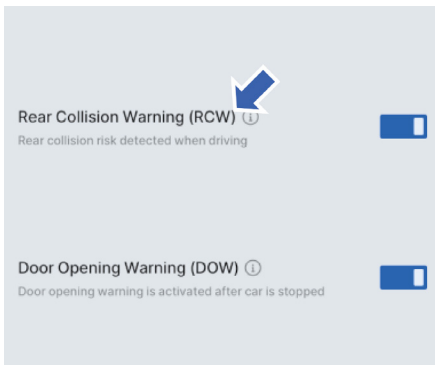 Rear Collision Warning (RCW)
Rear collision risk detected when driving
Door Opening Warning (DOW)
Door opening warning is activated after car is stopped